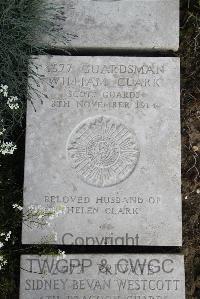 GUARDSMAN
WILLIAM CLARK
SCOTS GUARDS
8TH NOVEMBER 1914
BELOVED HUSBAND OF
HELEN CLARK
Copyright
TWGPP & CWGC
PRIVATE
SIDNEY BEVAN WESTCOTT